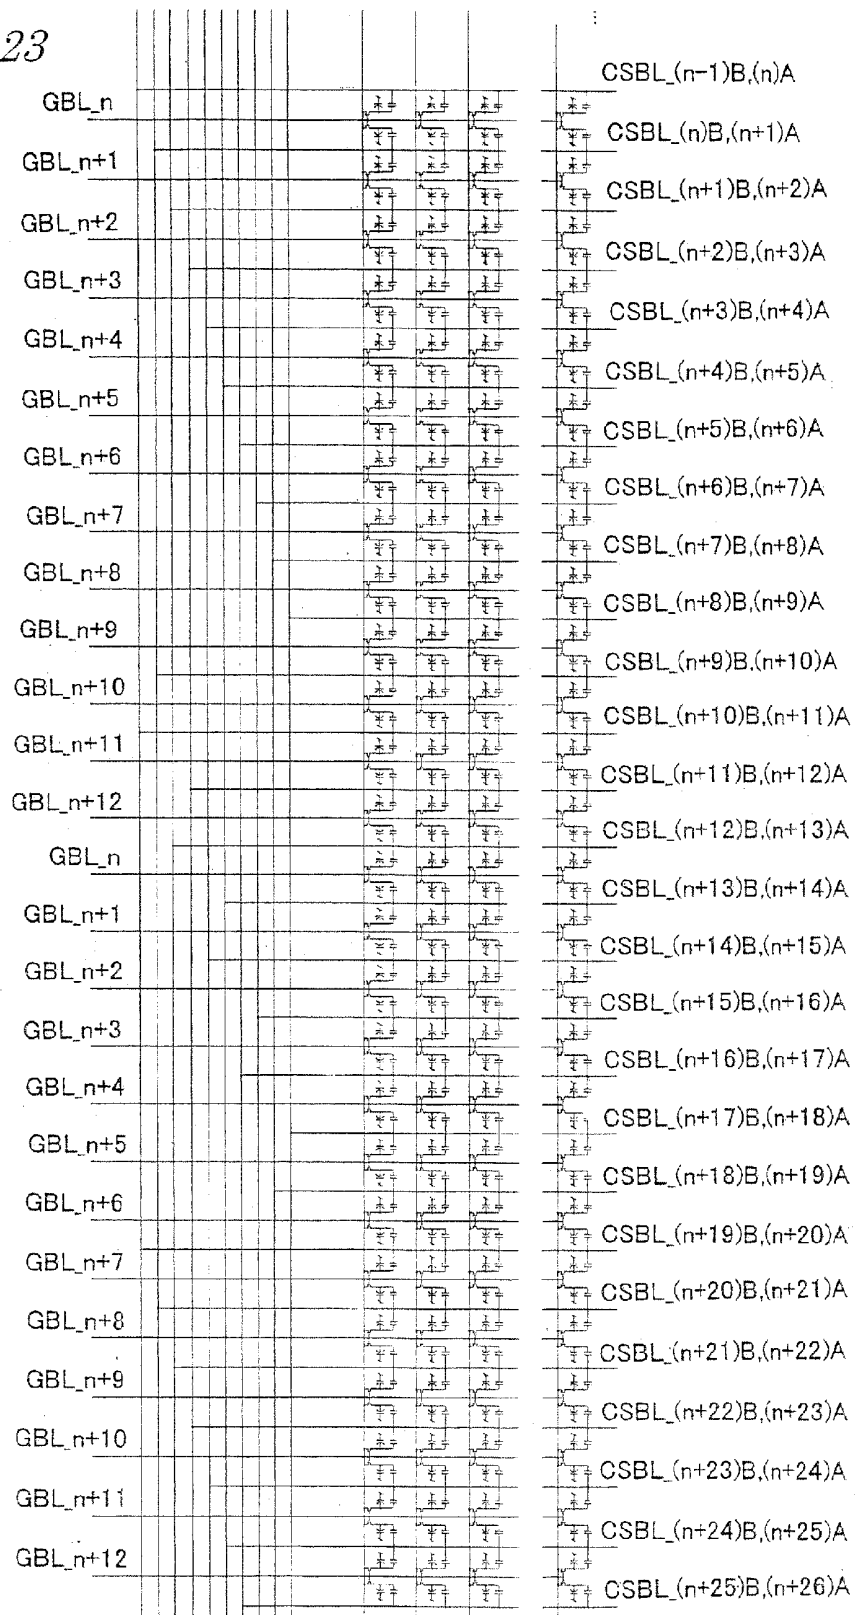 23
CSBL_(n-1)B,(n)A
GBL_n
CSBL_(n)B,(n+1)A
GBL_n+1
CSBL_(n+1)B,(n+2)A
GBL_n+2
CSBL_(n+2)B,(n+3)A
GBL_n+3
CSBL_(n+3)B,(n+4)A
GBL_n+4
CSBL_(n+4)B,(n+5)A
GBL_n+5
CSBL_(n+5)B,(n+6)A
GBL_n+6
CSBL_(n+6)B,(n+7)A
GBL_n+7
CSBL_(n+7)B,(n+8)A
GBL_n+8
CSBL_(n+8)B,(n+9)A
GBL_n+9
CSBL_(n+9)B,(n+10)A
GBL_n+10
CSBL_(n+10)B,(n+11)A
GBL_n+11
CSBL_(n+11)B,(n+12)A
GBL_n+12
CSBL_(n+12)B,(n+13)A
GBL_n
CSBL_(n+13)B,(n+14)A
GBL_n+1
CSBL_(n+14)B,(n+15)A
GBL_n+2
CSBL_(n+15)B,(n+16)A
GBL_n+3
CSBL_(n+16)B,(n+17)A
GBL_n+4
CSBL_(n+17)B,(n+18)A
GBL_n+5
CSBL_(n+18)B,(n+19)A
GBL_n+6
CSBL_(n+19)B,(n+20)A
GBL_n+7
CSBL_(n+20)B,(n+21)A
GBL_n+8
CSBL_(n+21)B,(n+22)A
GBL_n+9
CSBL_(n+22)B,(n+23)A
GBL_n+10
CSBL_(n+23)B,(n+24)A
GBL_n+11
CSBL_(n+24)B,(n+25)A
GBL_n+12
CSBL_(n+25)B,(n+26)A